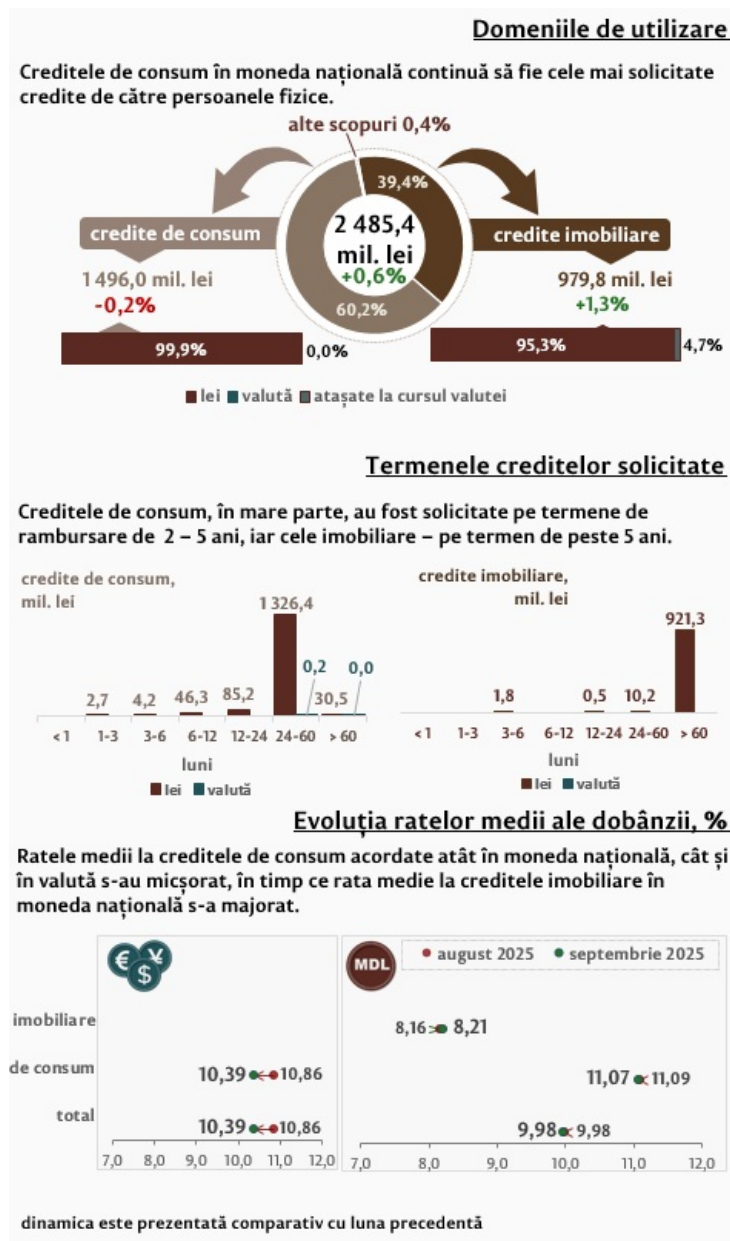 Domeniile de utilizare
Creditele de consum în moneda națională continuă să fie cele mai solicitate
credite de către persoanele fizice.
alte scopuri 0,4%
39,4%
2 485,4
mil. lei
+0,6%
60,2%
credite de consum
1 496,0 mil. lei
-0,2%
99,9%
0,0%
credite imobiliare
979,8 mil. lei
+1,3%
95,3%
4,7%
lei valută atașate la cursul valutei
Termenele creditelor solicitate
Creditele de consum, în mare parte, au fost solicitate pe termene de
rambursare de 2 – 5 ani, iar cele imobiliare – pe termen de peste 5 ani.
credite de consum,
mil. lei
1 326,4
2,7 4,2 46,3 85,2 0,2 30,5 0,0
< 1 1-3 3-6 6-12 12-24 24-60 > 60
luni
lei valută
credite imobiliare,
mil. lei
921,3
1,8 0,5 10,2
< 1 1-3 3-6 6-12 12-24 24-60 > 60
luni
lei valută
Evoluția ratelor medii ale dobânzii, %
Ratele medii la creditele de consum acordate atât în moneda națională, cât și
în valută s-au micșorat, în timp ce rata medie la creditele imobiliare în
moneda națională s-a majorat.
€ ¥ $
MDL
august 2025 septembrie 2025
imobiliare
8,16 8,21
de consum
10,39 10,86
11,07 11,09
total
10,39 10,86
9,98 9,98
7,0 8,0 9,0 10,0 11,0 12,0
7,0 8,0 9,0 10,0 11,0 12,0
dinamica este prezentată comparativ cu luna precedentă